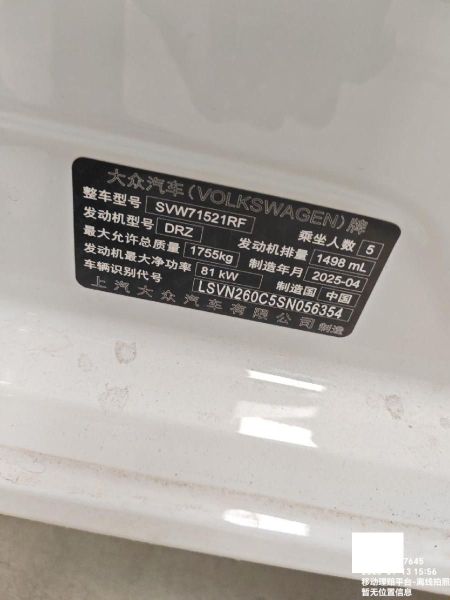 大众汽车(VOLKSWAGEN)牌
整车型号 SVW71521RF 乘坐人数 5
发动机型号 DRZ 发动机排量 1498 mL
最大允许总质量 1755kg 制造年月 2025-04
发动机最大净功率 81 kW 制造国 中国
车辆识别代号 LSVN260C5SN056354
上汽大众汽车有限公司 制造
7645
13 15:56
移动理赔平台-离线拍照
暂无位置信息